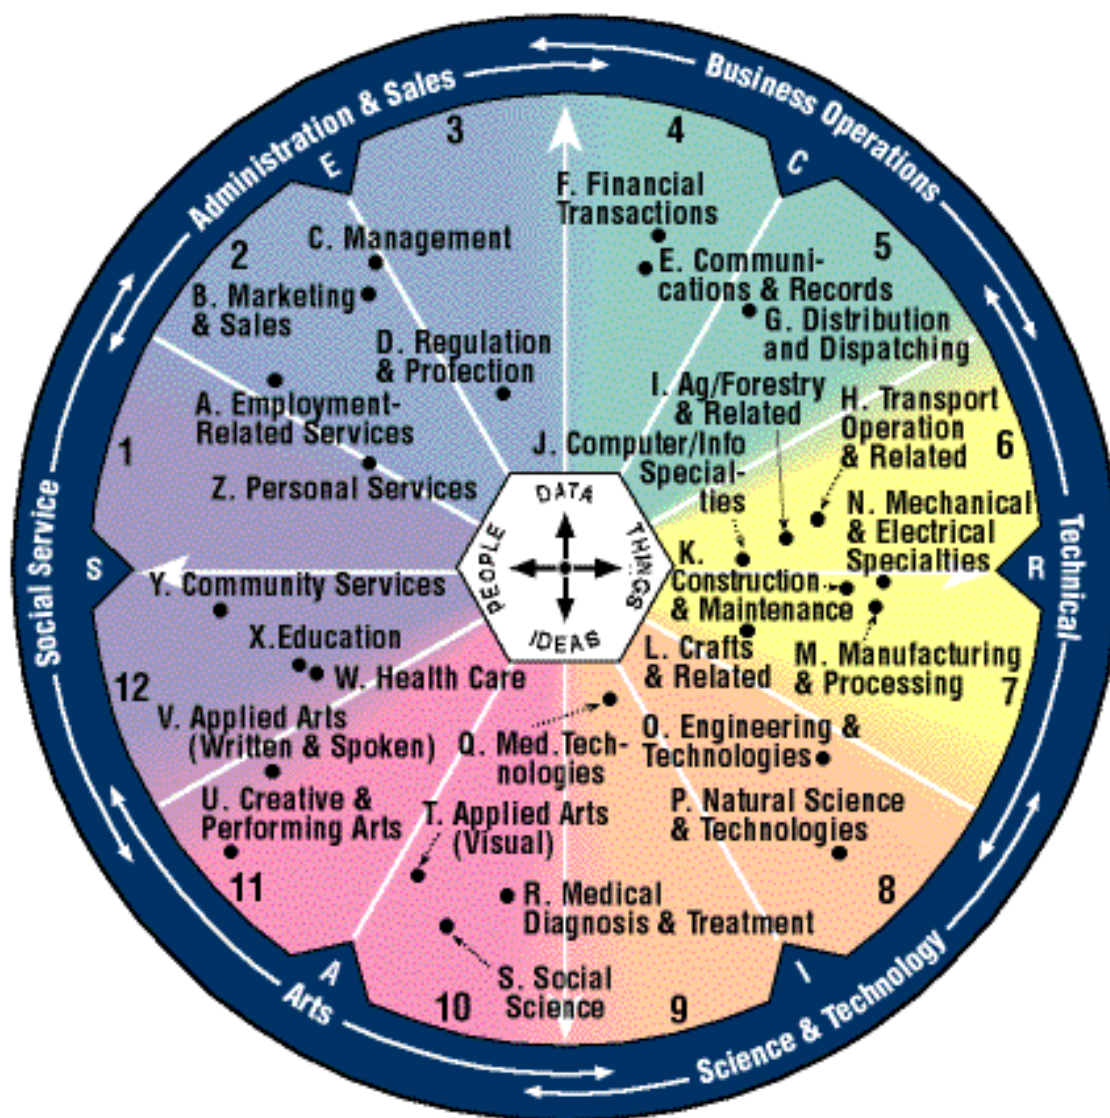 Administration & Sales
Business Operations
Technical
Science & Technology
Arts
Social Service
E
C
R
I
A
S
1
2
3
4
5
6
7
8
9
10
11
12
F. Financial
Transactions
C. Management
E. Communi-
cations & Records
B. Marketing
& Sales
G. Distribution
and Dispatching
D. Regulation
& Protection
I. Ag/Forestry
& Related
H. Transport
Operation
& Related
A. Employment-
Related Services
J. Computer/Info
Special-
ties
Z. Personal Services
N. Mechanical
& Electrical
Specialties
DATA
THINGS
IDEAS
PEOPLE
K.
Construction
& Maintenance
Y. Community Services
X.Education
W. Health Care
L. Crafts
& Related
M. Manufacturing
& Processing
V. Applied Arts
(Written & Spoken)
Q. Med.Tech-
nologies
O. Engineering &
Technologies
U. Creative &
Performing Arts
T. Applied Arts
(Visual)
P. Natural Science
& Technologies
R. Medical
Diagnosis & Treatment
S. Social
Science